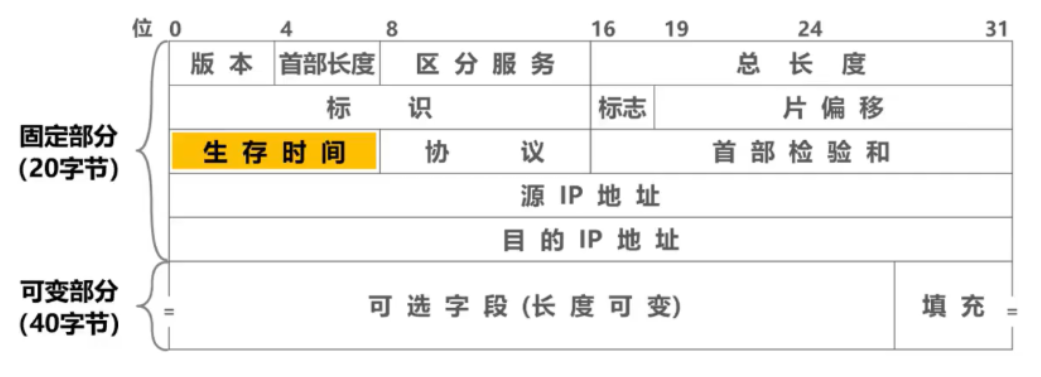 位 0 4 8 16 19 24 31
版本 首部长度 区分服务 总长度
标识 标志 片偏移
固定部分
(20字节)
生存时间 协议 首部检验和
源 IP 地址
目的 IP 地址
可变部分
(40字节)
可选字段 (长度可变) 填充